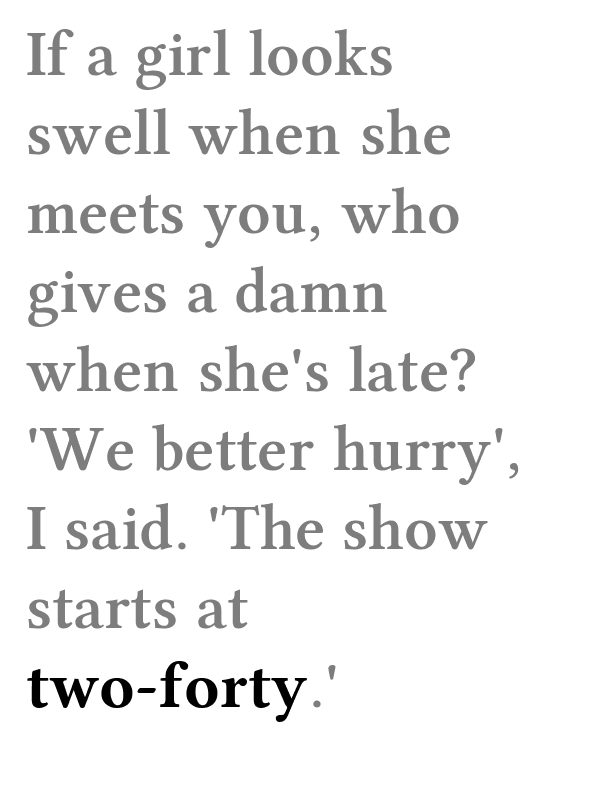 If a girl looks
swell when she
meets you, who
gives a damn
when she's late?
'We better hurry',
I said. 'The show
starts at
two-forty.'